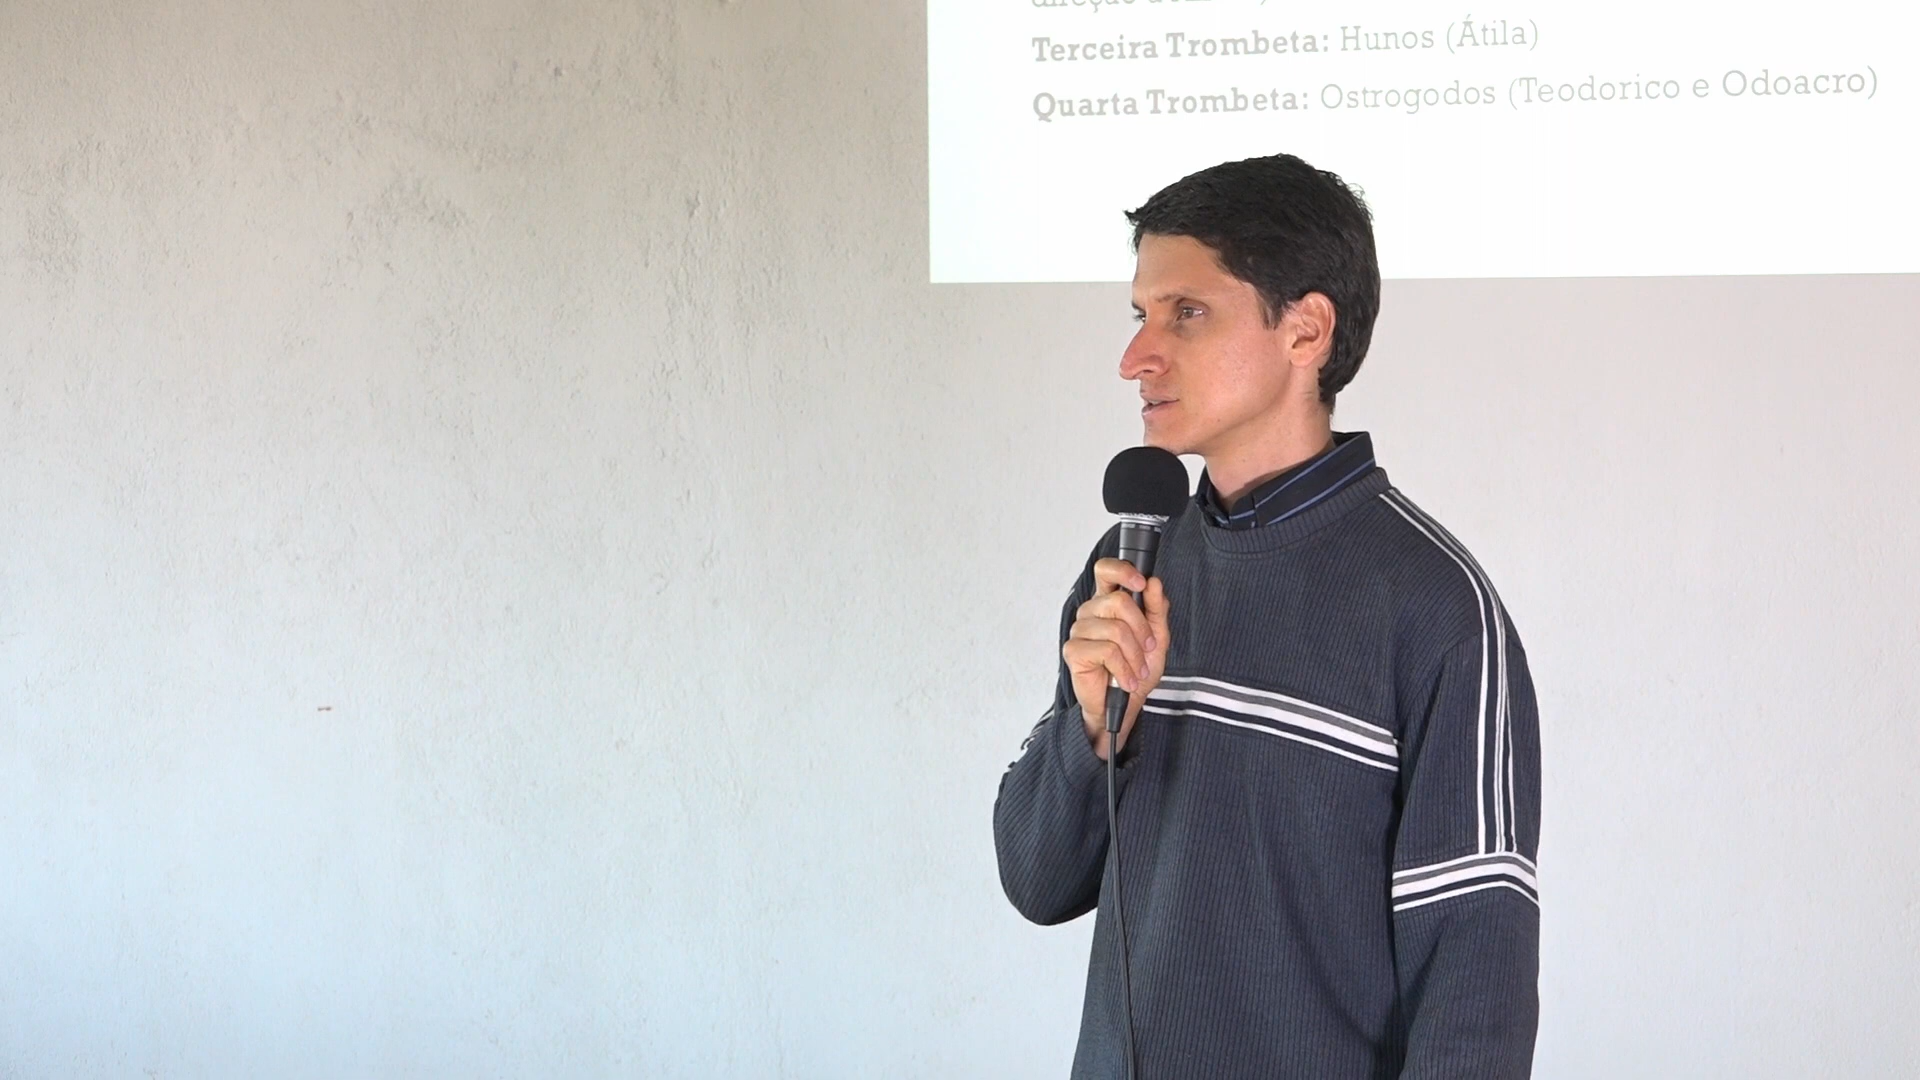 Terceira Trombeta: Hunos (Átila)
Quarta Trombeta: Ostrogodos (Teodorico e Odoacro)